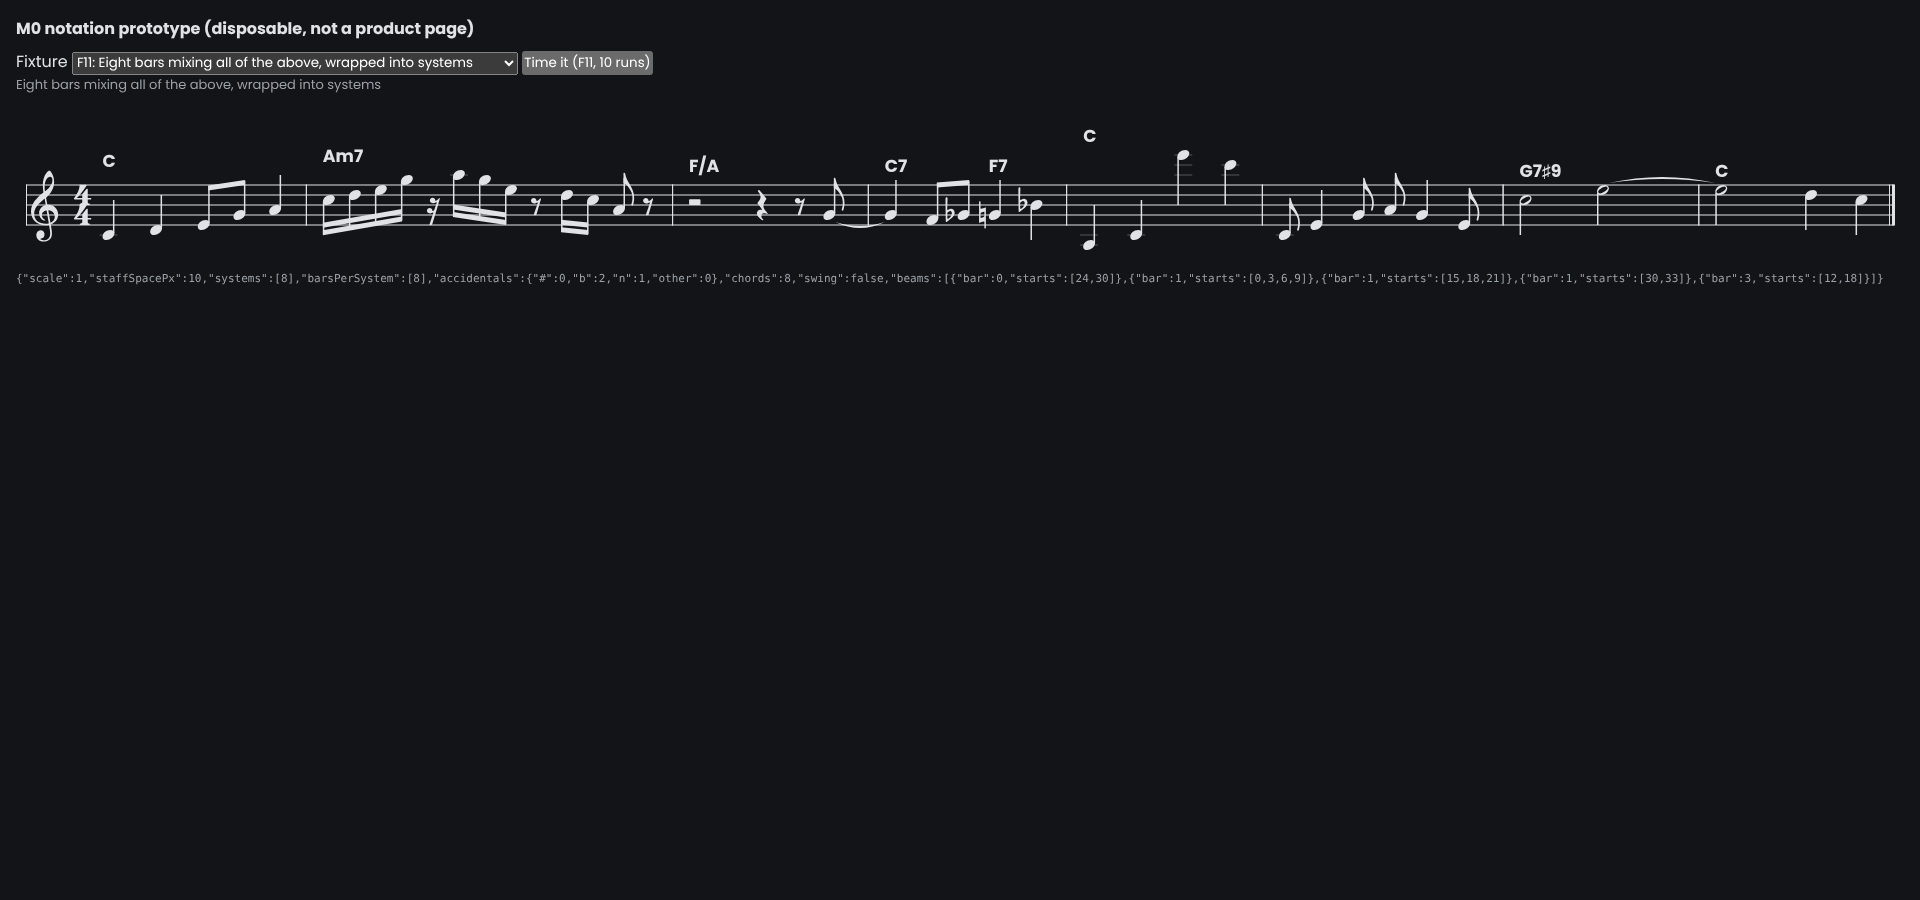 M0 notation prototype (disposable, not a product page)
Fixture F11: Eight bars mixing all of the above, wrapped into systems Time it (F11, 10 runs)
Eight bars mixing all of the above, wrapped into systems
C Am7 F/A C7 F7 C G7♯9 C
4
4
{"scale":1,"staffSpacePx":10,"systems":[8],"barsPerSystem":[8],"accidentals":{"#":0,"b":2,"n":1,"other":0},"chords":8,"swing":false,"beams":[{"bar":0,"starts":[24,30]},{"bar":1,"starts":[0,3,6,9]},{"bar":1,"starts":[15,18,21]},{"bar":1,"starts":[30,33]},{"bar":3,"starts":[12,18]}]}